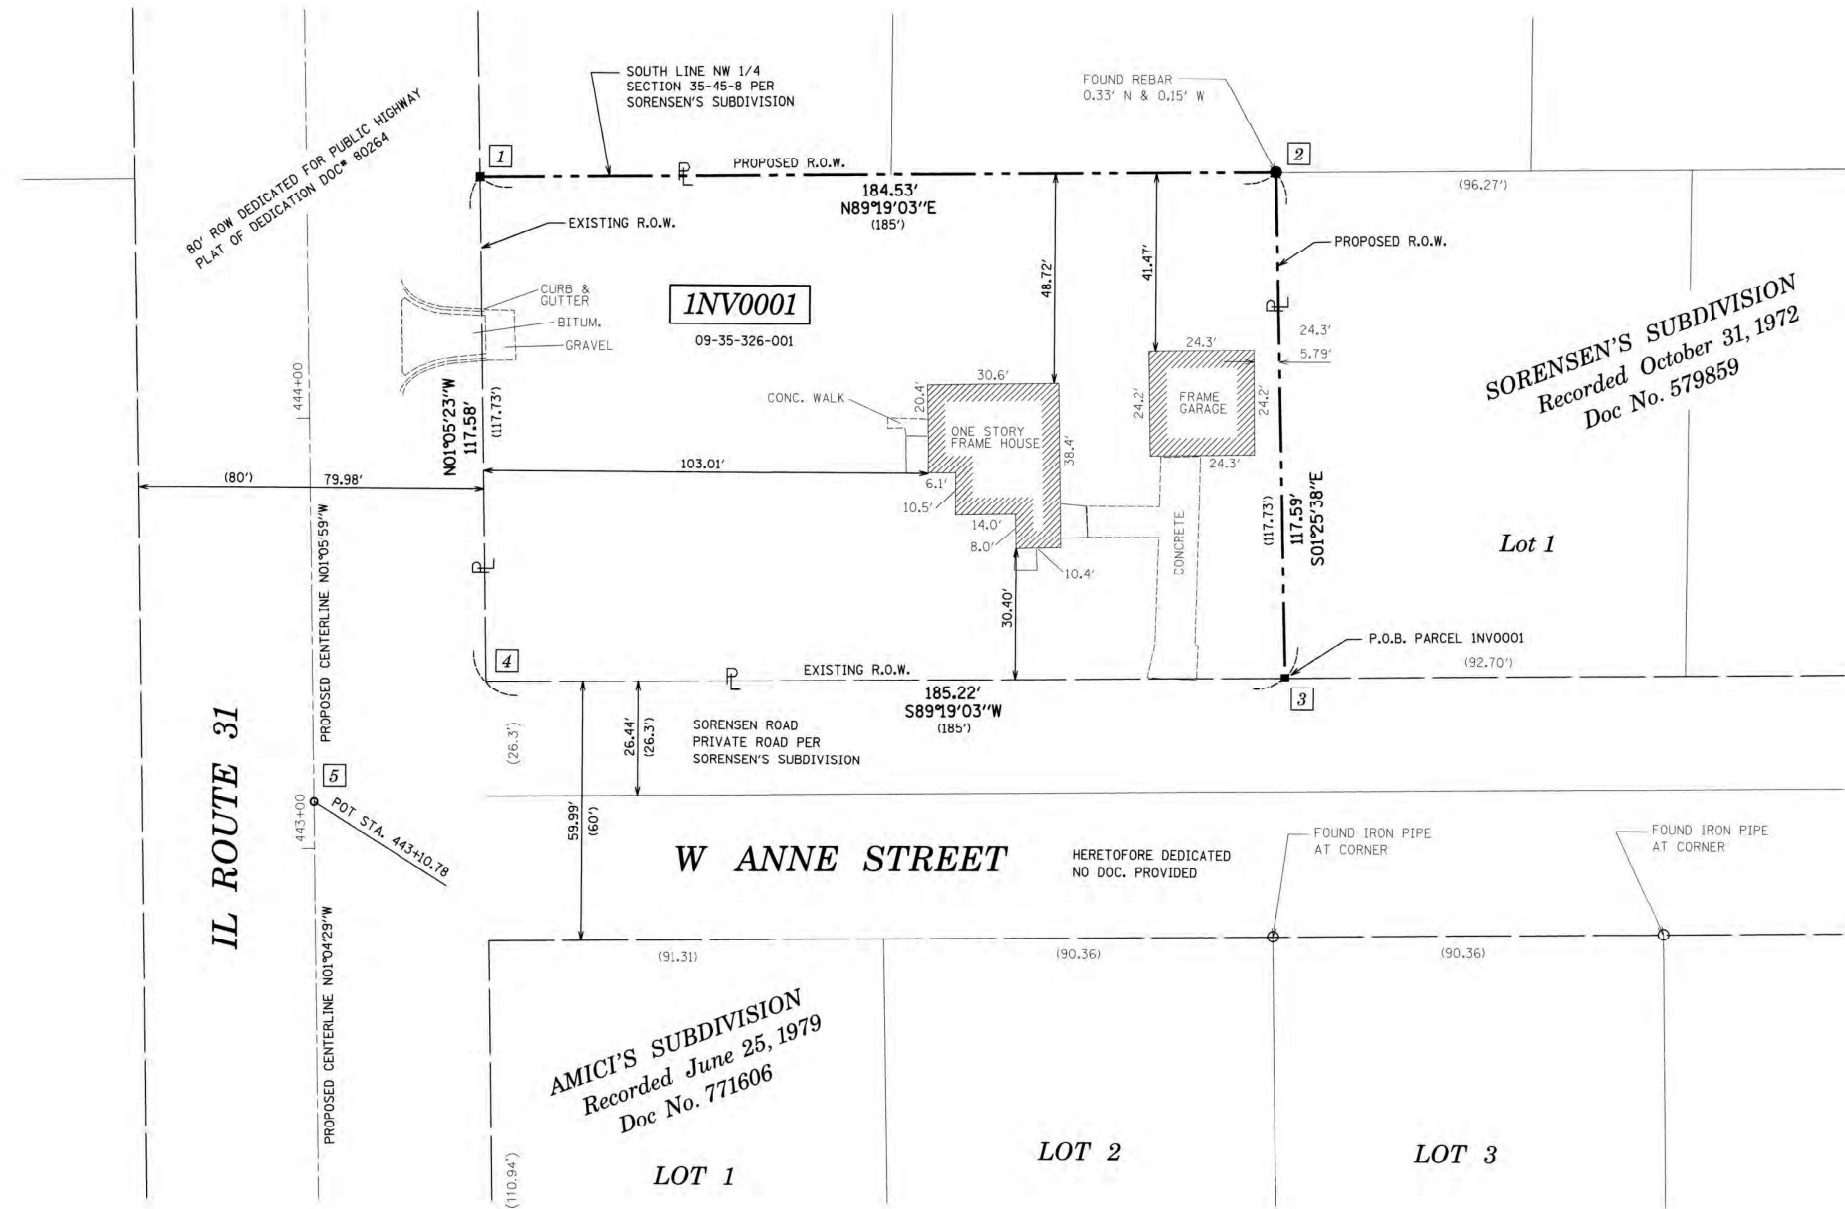 SOUTH LINE NW 1/4
SECTION 35-45-8 PER
SORENSEN'S SUBDIVISION
FOUND REBAR
0.33' N & 0.15' W
80' ROW DEDICATED FOR PUBLIC HIGHWAY
PLAT OF DEDICATION DOC# 80264
1
PL
PROPOSED R.O.W.
2
184.53'
N89°19'03"E
(185')
(96.27')
EXISTING R.O.W.
PROPOSED R.O.W.
48.72'
41.47'
CURB &
GUTTER
BITUM.
GRAVEL
1NV0001
09-35-326-001
PL
24.3'
5.79'
SORENSEN'S SUBDIVISION
Recorded October 31, 1972
Doc No. 579859
444+00
N01°05'23"W
117.58'
(117.73')
CONC. WALK
20.4'
30.6'
ONE STORY
FRAME HOUSE
38.4'
24.3'
24.2'
FRAME
GARAGE
24.2'
24.3'
(80')
79.98'
103.01'
6.1'
10.5'
14.0'
8.0'
10.4'
CONCRETE
(117.73')
117.59'
S01°25'38"E
Lot 1
PROPOSED CENTERLINE N01°05'59"W
PL
30.40'
P.O.B. PARCEL 1NV0001
(92.70')
4
PL
EXISTING R.O.W.
185.22'
S89°19'03"W
(185')
3
IL ROUTE 31
(26.3')
26.44'
(26.3')
SORENSEN ROAD
PRIVATE ROAD PER
SORENSEN'S SUBDIVISION
5
POT STA. 443+10.78
443+00
59.99'
(60')
W ANNE STREET
HERETOFORE DEDICATED
NO DOC. PROVIDED
FOUND IRON PIPE
AT CORNER
FOUND IRON PIPE
AT CORNER
PROPOSED CENTERLINE N01°04'29"W
(91.31)
(90.36)
(90.36)
AMICI'S SUBDIVISION
Recorded June 25, 1979
Doc No. 771606
(110.94')
LOT 1
LOT 2
LOT 3